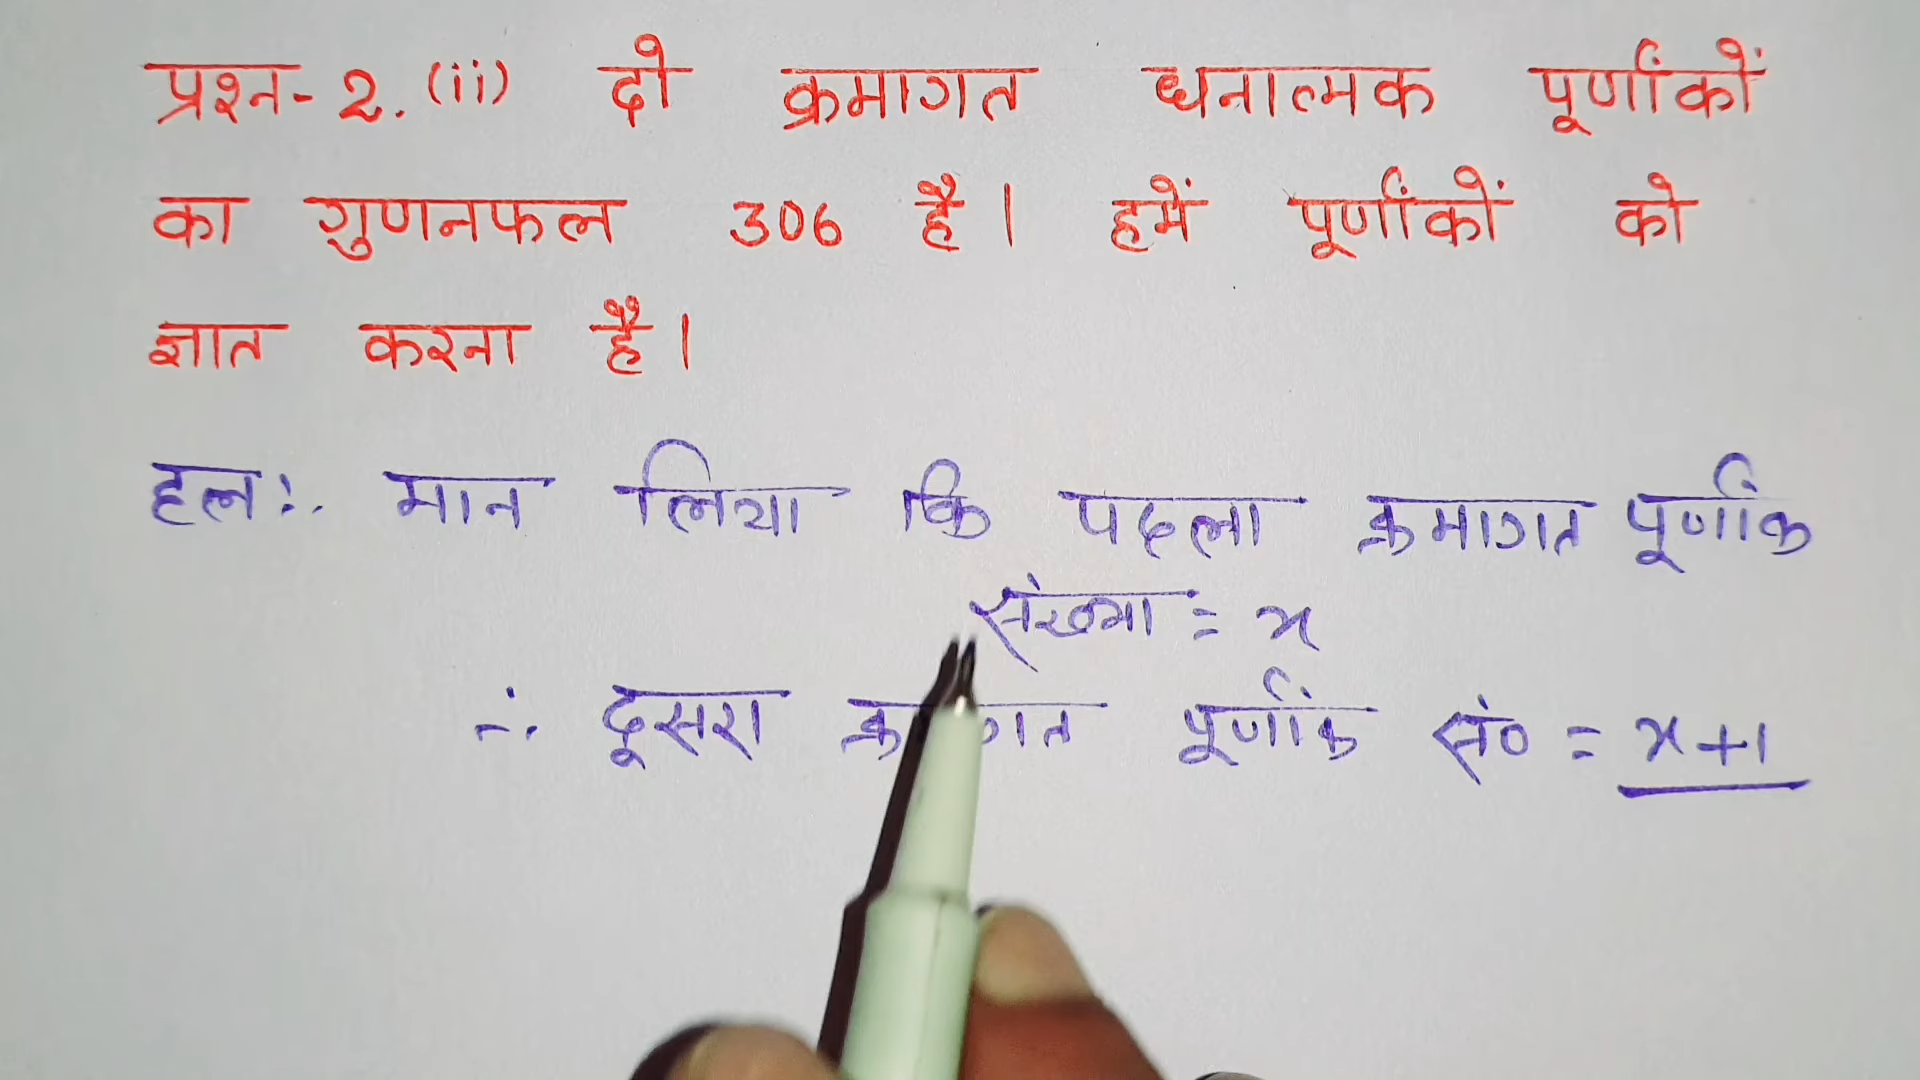 प्रश्न- 2. (ii) दो क्रमागत धनात्मक पूर्णांकों
का गुणनफल 306 है। हमें पूर्णांकों को
ज्ञात करना है।
हल:. मान लिया कि पहला क्रमागत पूर्णांक
संख्या = x
∴ दूसरा पूर्णांक सं० = x+1